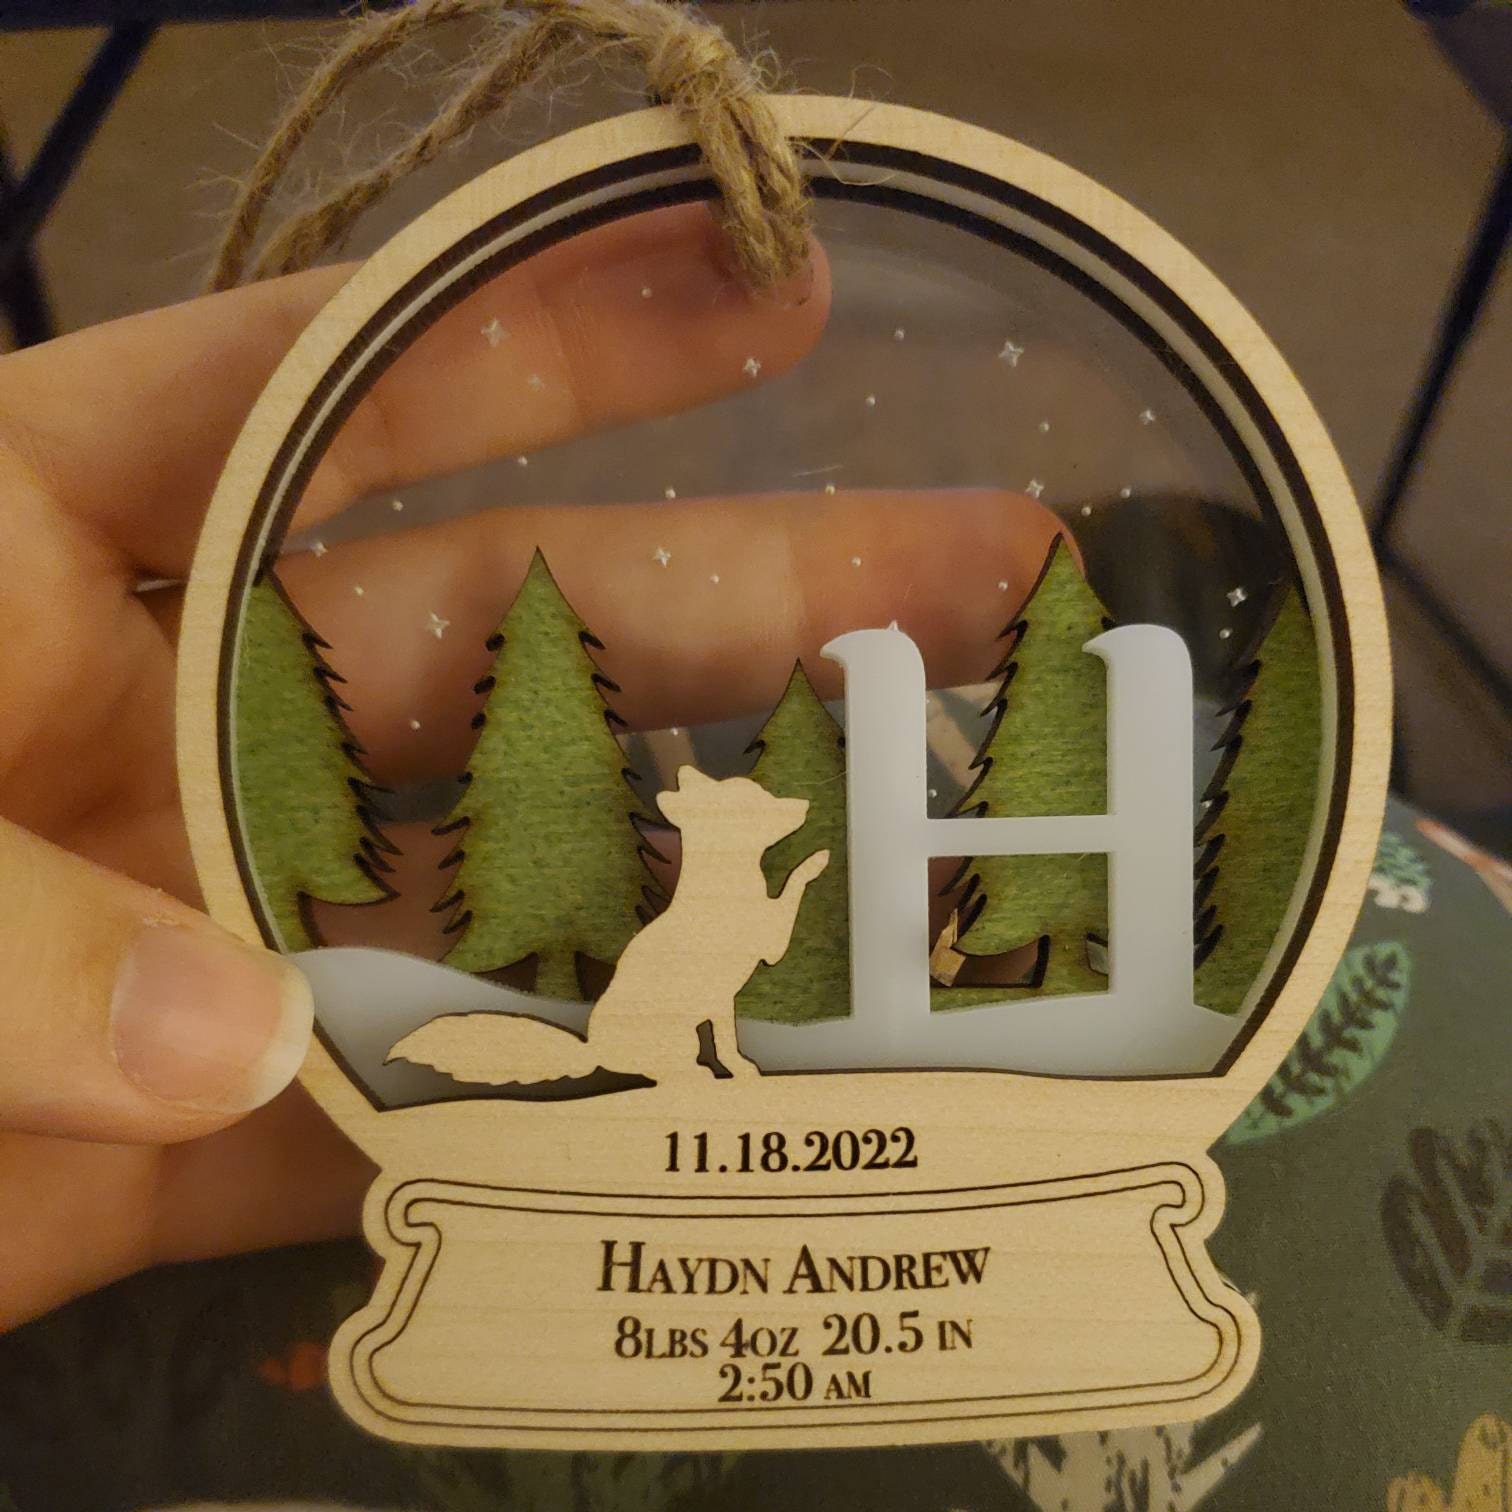 H
11.18.2022
Haydn Andrew
8lbs 4oz 20.5 in
2:50 am